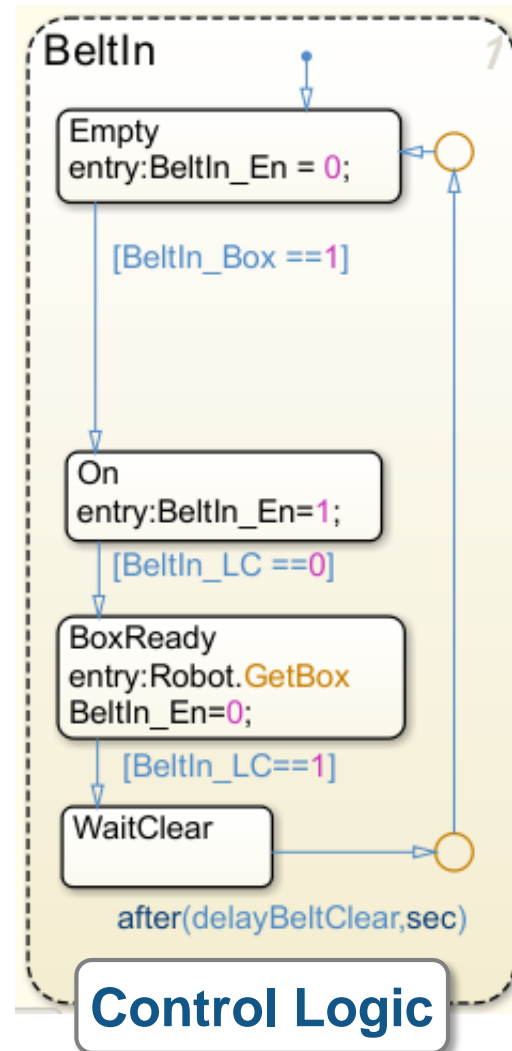 BeltIn
1
Empty
entry:BeltIn_En = 0;
[BeltIn_Box ==1]
On
entry:BeltIn_En=1;
[BeltIn_LC ==0]
BoxReady
entry:Robot.GetBox
BeltIn_En=0;
[BeltIn_LC==1]
WaitClear
after(delayBeltClear,sec)
Control Logic